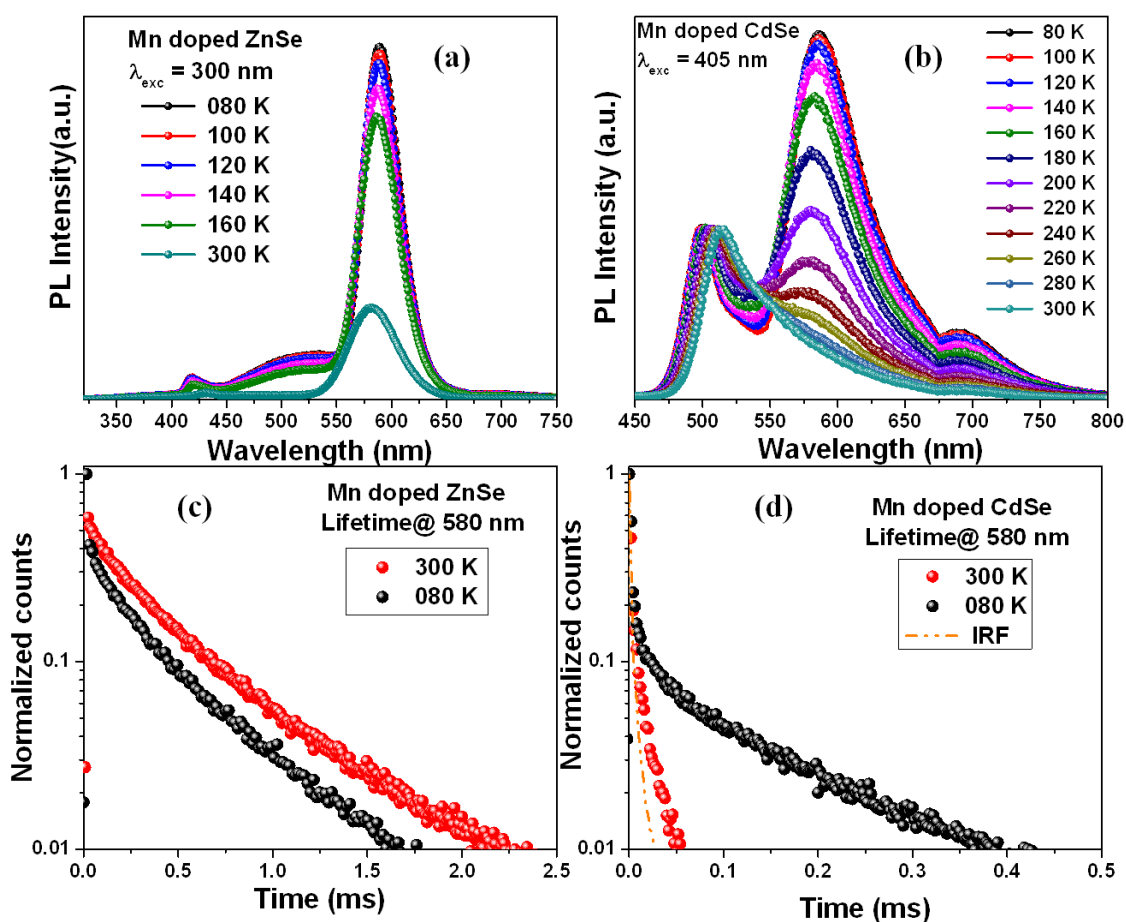 Mn doped ZnSe
λexc = 300 nm
(a)
080 K
100 K
120 K
140 K
160 K
300 K
PL Intensity(a.u.)
350 400 450 500 550 600 650 700 750
Wavelength (nm)
Mn doped CdSe
λexc = 405 nm
(b)
80 K
100 K
120 K
140 K
160 K
180 K
200 K
220 K
240 K
260 K
280 K
300 K
PL Intensity (a.u.)
450 500 550 600 650 700 750 800
Wavelength (nm)
(c)
Mn doped ZnSe
Lifetime@ 580 nm
300 K
080 K
1
0.1
0.01
Normalized counts
0.0 0.5 1.0 1.5 2.0 2.5
Time (ms)
(d)
Mn doped CdSe
Lifetime@ 580 nm
300 K
080 K
IRF
1
0.1
0.01
Normalized counts
0.0 0.1 0.2 0.3 0.4 0.5
Time (ms)